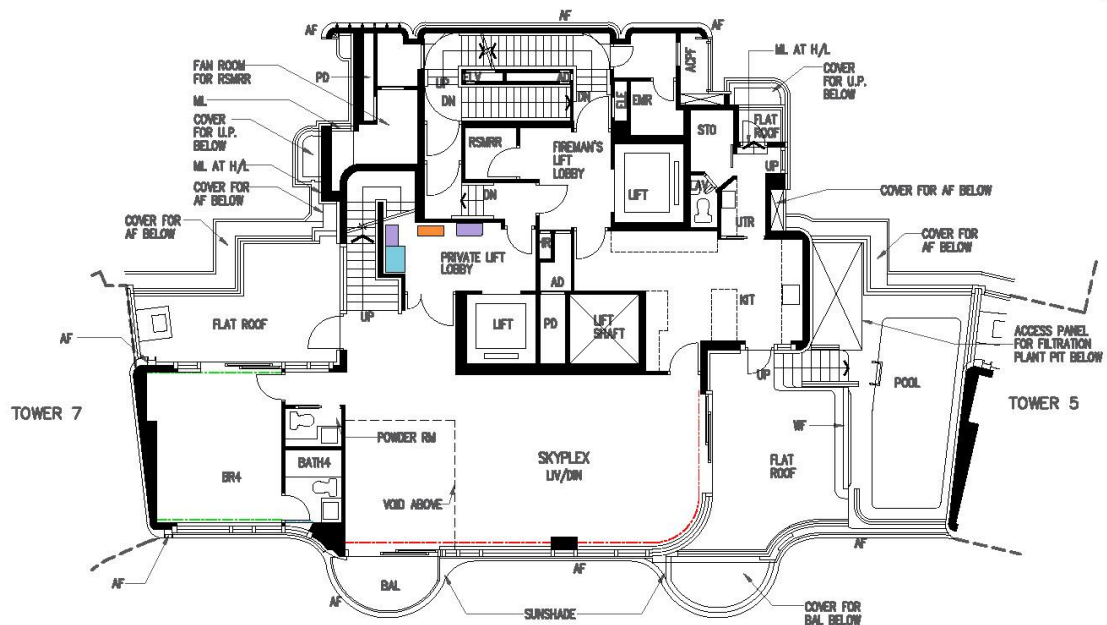 AF
AF
AF
FAN ROOM
FOR RSMRR
PD
UP
ELV
AD
ACPF
ML AT H/L
COVER
FOR U.P.
BELOW
ML
DN
DN
ELE
EMR
COVER
FOR U.P.
BELOW
STO
FLAT
ROOF
RSMRR
FIREMAN'S
LIFT
LOBBY
ML AT H/L
UP
COVER FOR
AF BELOW
DN
LIFT
LAV
COVER FOR AF BELOW
COVER FOR
AF BELOW
UTR
COVER FOR
AF BELOW
HR
PRIVATE LIFT
LOBBY
AD
KIT
UP
FLAT ROOF
LIFT
PD
LIFT
SHAFT
ACCESS PANEL
FOR FILTRATION
PLANT PIT BELOW
AF
UP
POOL
TOWER 7
TOWER 5
POWDER RM
WF
BATH4
SKYPLEX
LIV/DIN
FLAT
ROOF
BR4
VOID ABOVE
AF
AF
BAL
AF
AF
SUNSHADE
COVER FOR
BAL BELOW